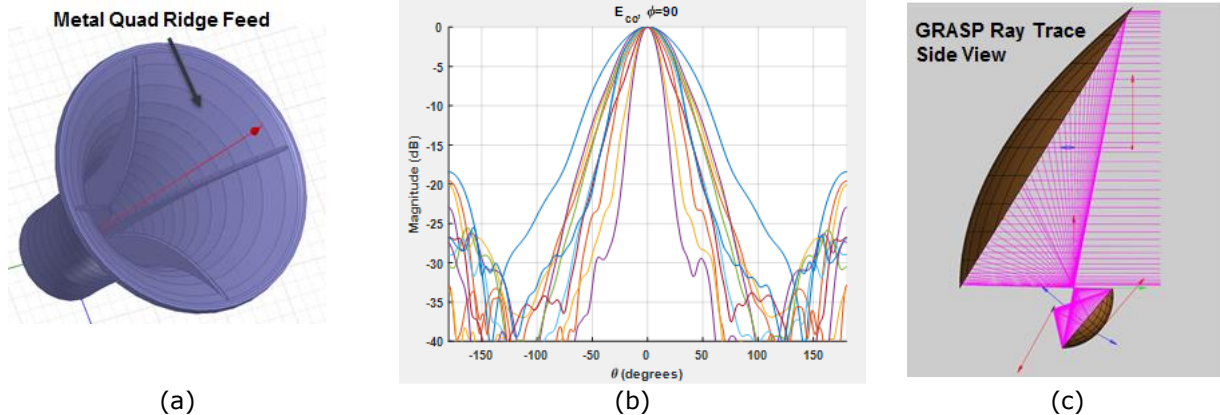 Metal Quad Ridge Feed
E_co, ϕ=90
Magnitude (dB)
0
-5
-10
-15
-20
-25
-30
-35
-40
-150 -100 -50 0 50 100 150
θ (degrees)
GRASP Ray Trace
Side View
(a) (b) (c)